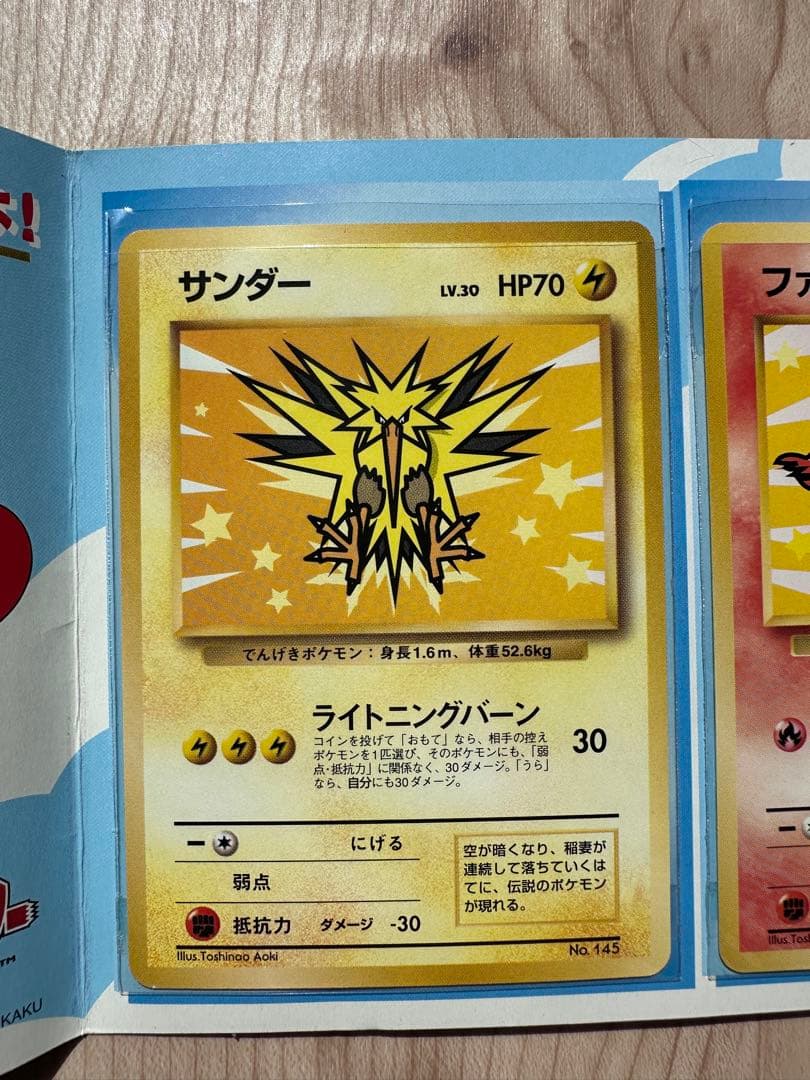 !
サンダー LV.30 HP70
でんげきポケモン：身長1.6m、体重52.6kg
ライトニングバーン 30
コインを投げて「おもて」なら、相手の控え
ポケモンを1匹選び、そのポケモンにも、「弱
点・抵抗力」に関係なく、30ダメージ。「うら」
なら、自分にも30ダメージ。
にげる
弱点
抵抗力 ダメージ -30
空が暗くなり、稲妻が
連続して落ちていくは
てに、伝説のポケモン
が現れる。
Illus.Toshinao Aoki No. 145
ファ
Illus.Tosh
TM
KAKU